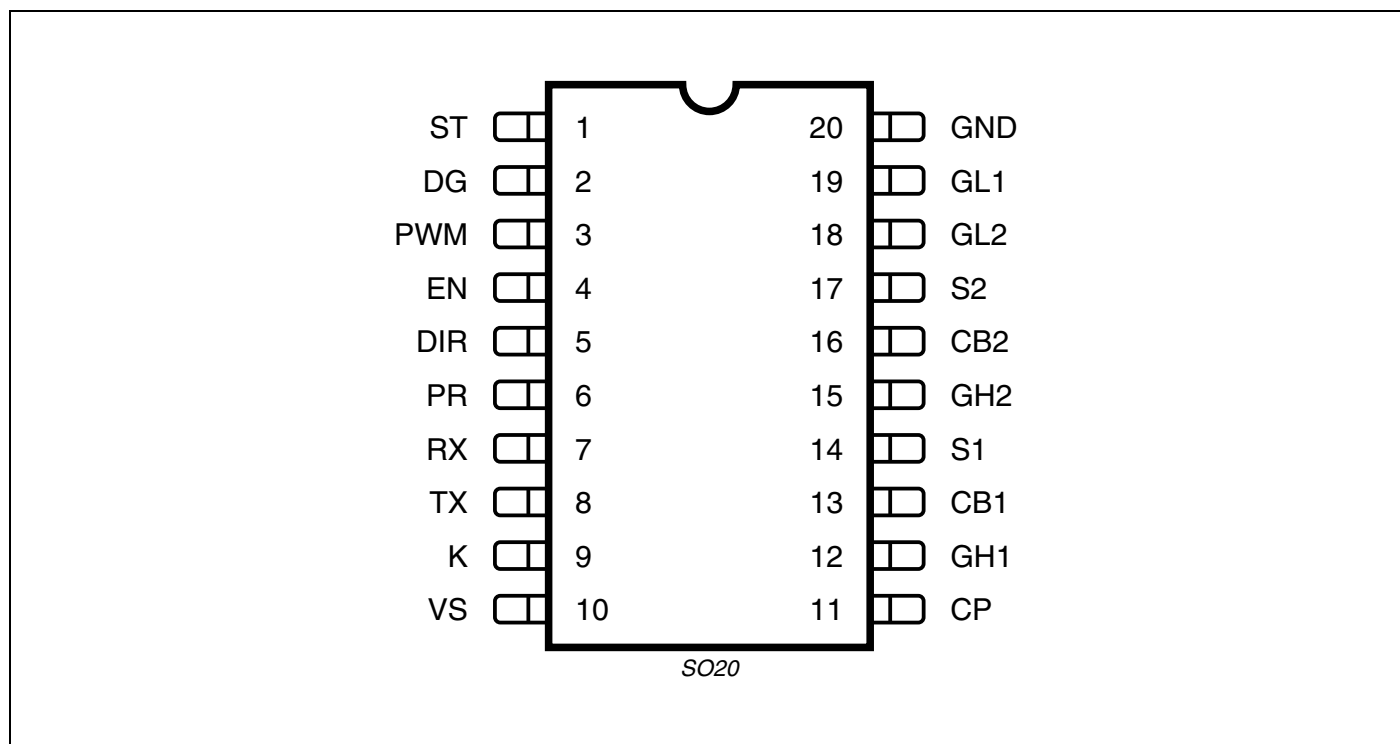 ST 1 20 GND
DG 2 19 GL1
PWM 3 18 GL2
EN 4 17 S2
DIR 5 16 CB2
PR 6 15 GH2
RX 7 14 S1
TX 8 13 CB1
K 9 12 GH1
VS 10 11 CP
SO20